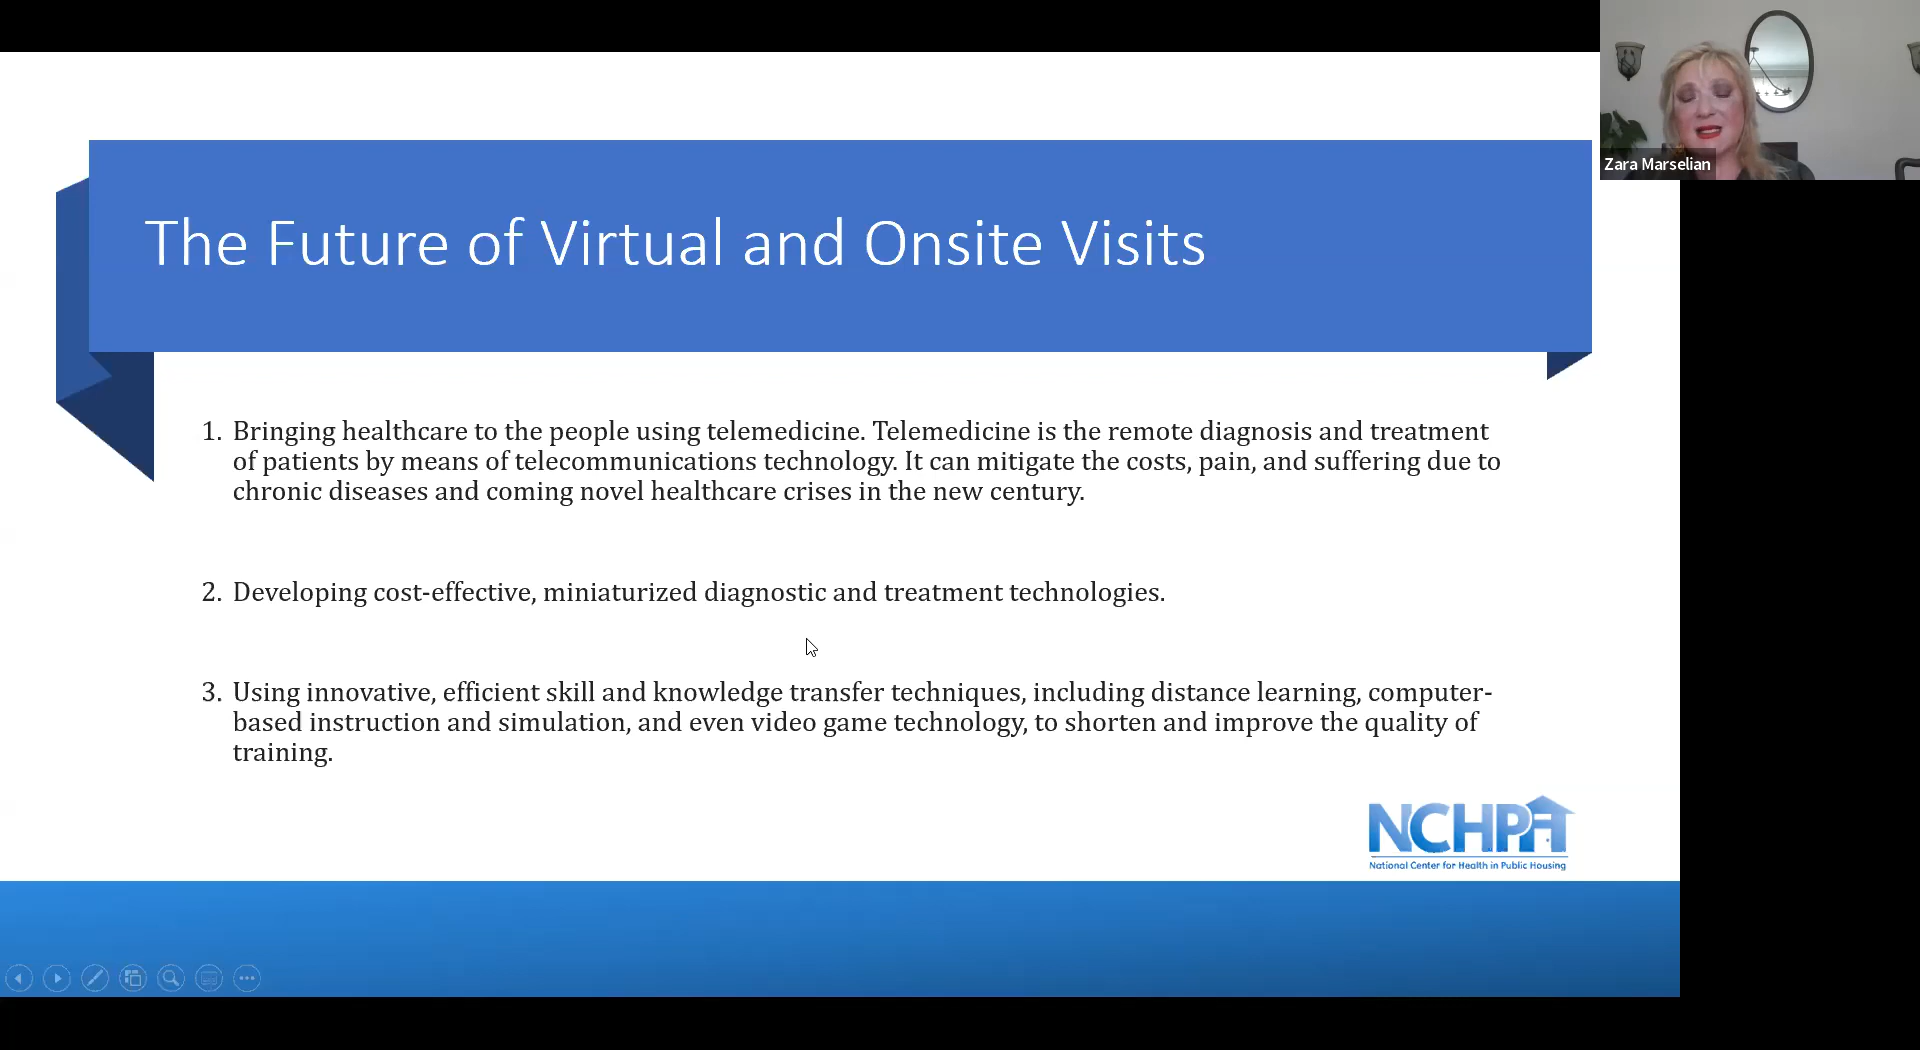 Zara Marselian
The Future of Virtual and Onsite Visits
1. Bringing healthcare to the people using telemedicine. Telemedicine is the remote diagnosis and treatment
of patients by means of telecommunications technology. It can mitigate the costs, pain, and suffering due to
chronic diseases and coming novel healthcare crises in the new century.
2. Developing cost-effective, miniaturized diagnostic and treatment technologies.
3. Using innovative, efficient skill and knowledge transfer techniques, including distance learning, computer-
based instruction and simulation, and even video game technology, to shorten and improve the quality of
training.
NCHPH
National Center for Health in Public Housing